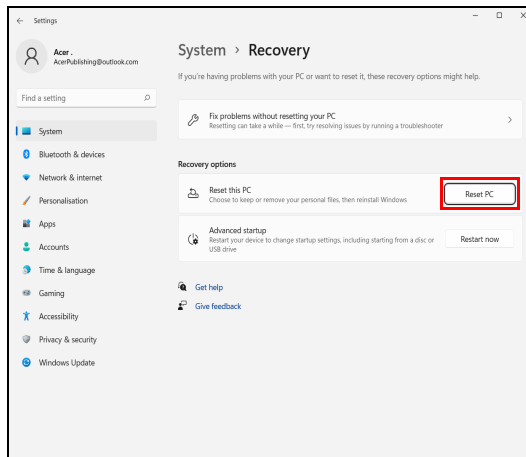 Settings
Acer .
AcerPublishing@outlook.com
Find a setting
System
Bluetooth & devices
Network & internet
Personalisation
Apps
Accounts
Time & language
Gaming
Accessibility
Privacy & security
Windows Update
System > Recovery
If you're having problems with your PC or want to reset it, these recovery options might help.
Fix problems without resetting your PC
Resetting can take a while — first, try resolving issues by running a troubleshooter
Recovery options
Reset this PC
Choose to keep or remove your personal files, then reinstall Windows
Reset PC
Advanced startup
Restart your device to change startup settings, including starting from a disc or
USB drive
Restart now
Get help
Give feedback